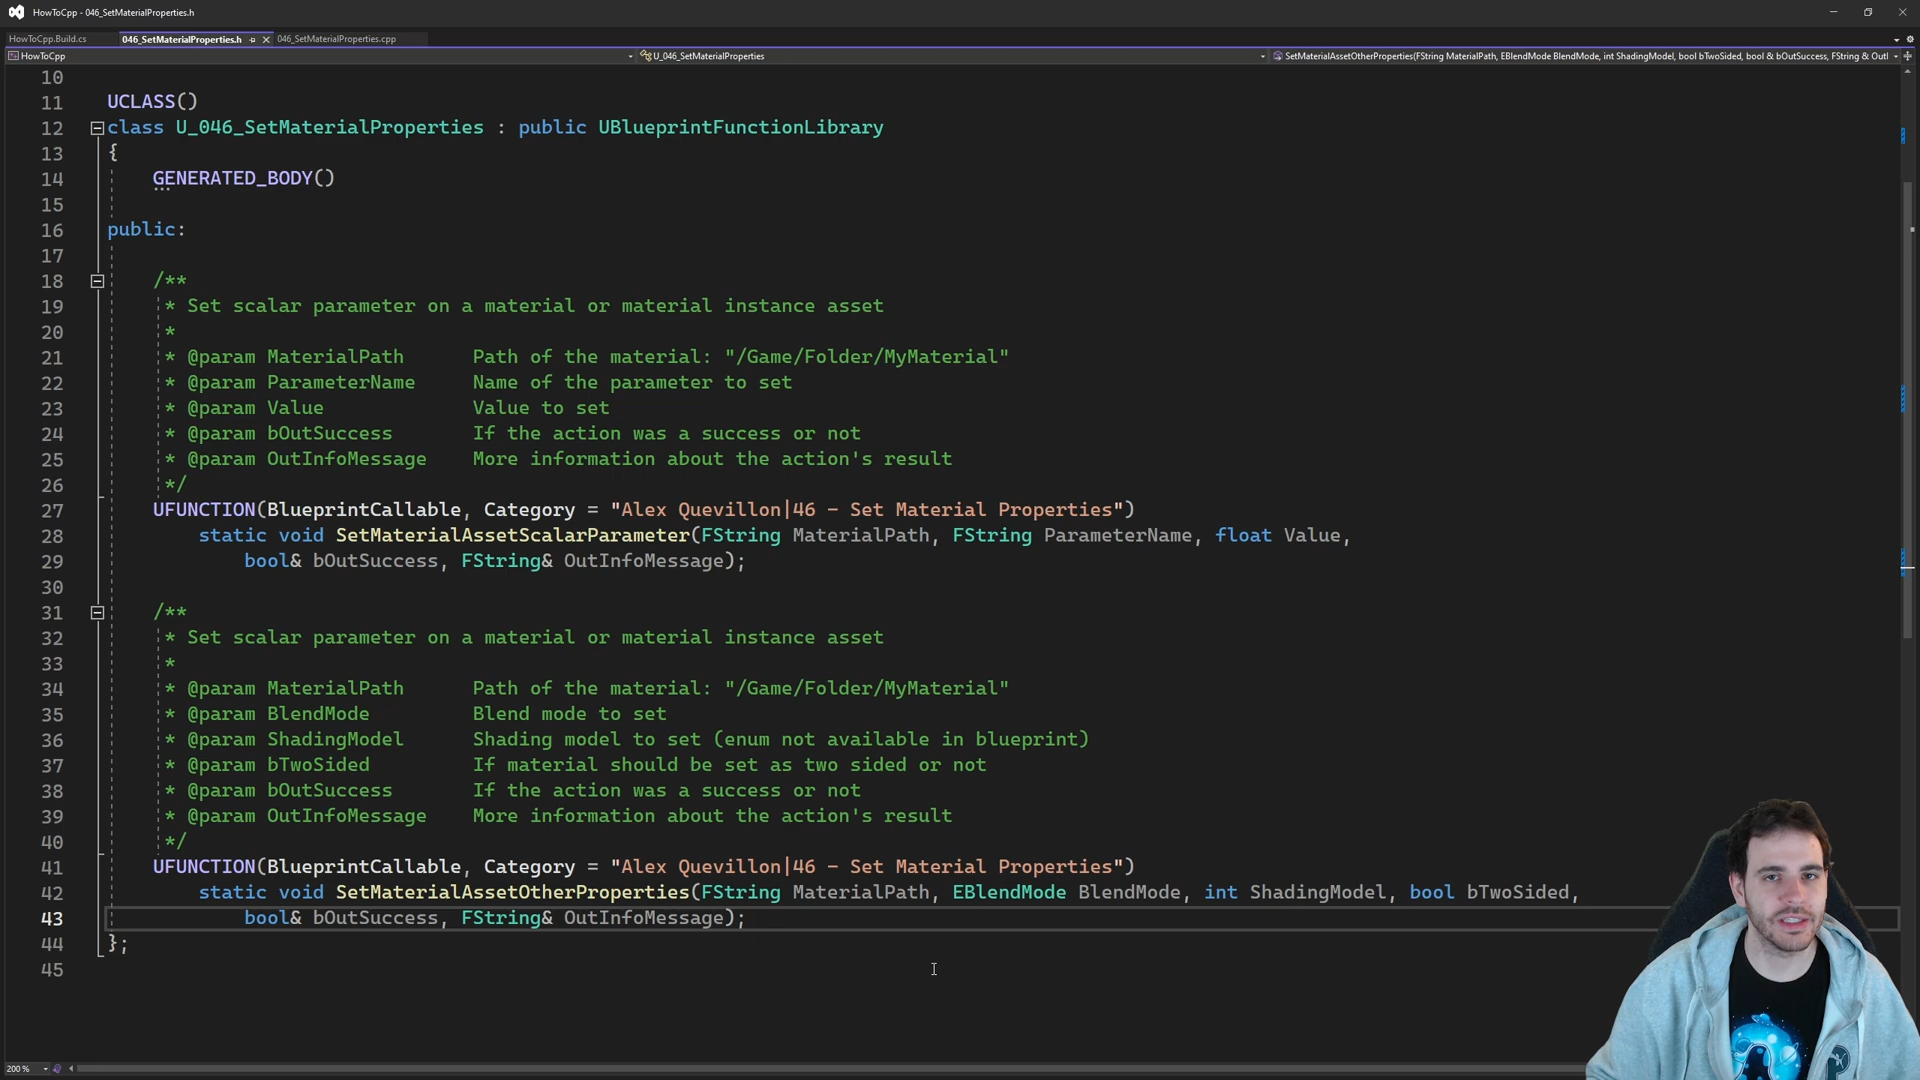 HowToCpp - 046_SetMaterialProperties.h
HowToCpp.Build.cs 046_SetMaterialProperties.h 046_SetMaterialProperties.cpp
HowToCpp U_046_SetMaterialProperties SetMaterialAssetOtherProperties(FString MaterialPath, EBlendMode BlendMode, int ShadingModel, bool bTwoSided, bool & bOutSuccess, FString & OutI
10
11 UCLASS()
12 class U_046_SetMaterialProperties : public UBlueprintFunctionLibrary
13 {
14 GENERATED_BODY()
15
16 public:
17
18 /**
19 * Set scalar parameter on a material or material instance asset
20 *
21 * @param MaterialPath Path of the material: "/Game/Folder/MyMaterial"
22 * @param ParameterName Name of the parameter to set
23 * @param Value Value to set
24 * @param bOutSuccess If the action was a success or not
25 * @param OutInfoMessage More information about the action's result
26 */
27 UFUNCTION(BlueprintCallable, Category = "Alex Quevillon|46 - Set Material Properties")
28 static void SetMaterialAssetScalarParameter(FString MaterialPath, FString ParameterName, float Value,
29 bool& bOutSuccess, FString& OutInfoMessage);
30
31 /**
32 * Set scalar parameter on a material or material instance asset
33 *
34 * @param MaterialPath Path of the material: "/Game/Folder/MyMaterial"
35 * @param BlendMode Blend mode to set
36 * @param ShadingModel Shading model to set (enum not available in blueprint)
37 * @param bTwoSided If material should be set as two sided or not
38 * @param bOutSuccess If the action was a success or not
39 * @param OutInfoMessage More information about the action's result
40 */
41 UFUNCTION(BlueprintCallable, Category = "Alex Quevillon|46 - Set Material Properties")
42 static void SetMaterialAssetOtherProperties(FString MaterialPath, EBlendMode BlendMode, int ShadingModel, bool bTwoSided,
43 bool& bOutSuccess, FString& OutInfoMessage);
44 };
45
200 %